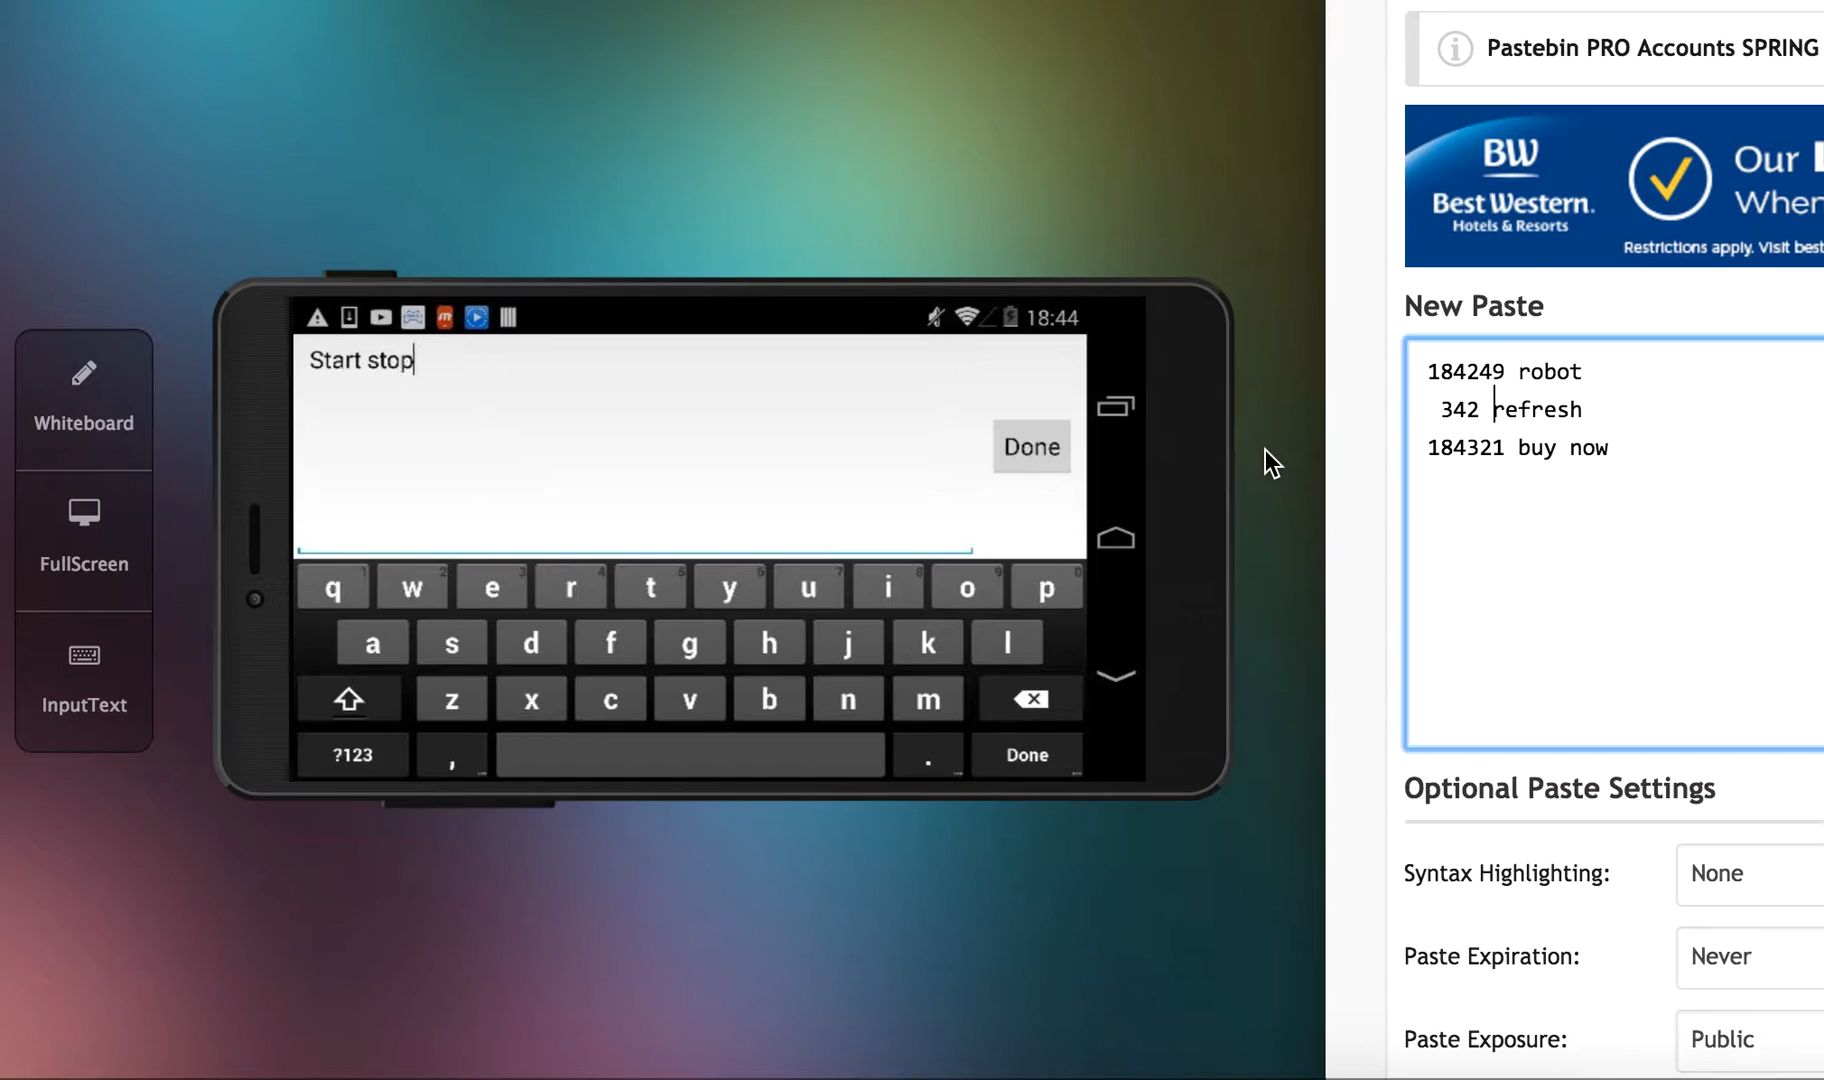 Whiteboard
FullScreen
InputText
18:44
Start stop
Done
q w e r t y u i o p
a s d f g h j k l
z x c v b n m
?123 , . Done
Pastebin PRO Accounts SPRING
BW
Best Western.
Hotels & Resorts
Our
When
Restrictions apply. Visit best
New Paste
184249 robot
342 refresh
184321 buy now
Optional Paste Settings
Syntax Highlighting: None
Paste Expiration: Never
Paste Exposure: Public